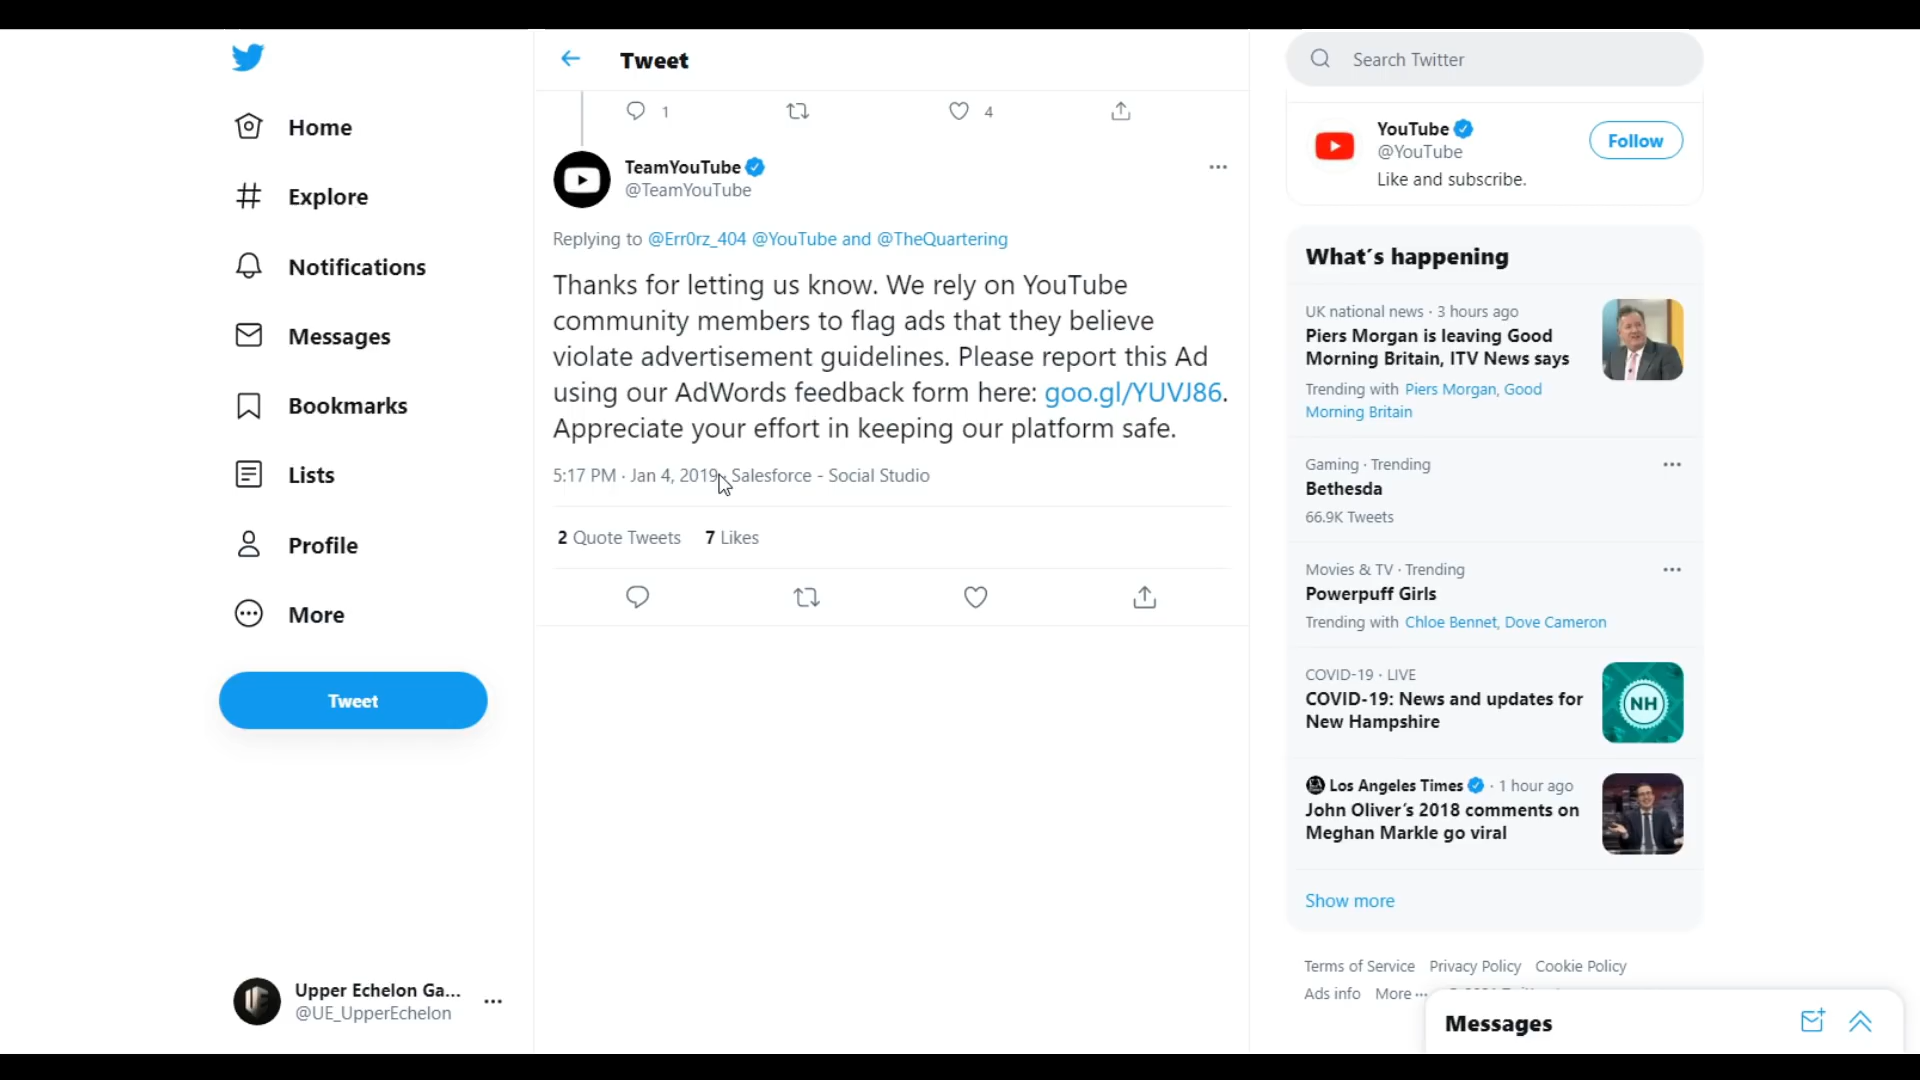 Home
Explore
Notifications
Messages
Bookmarks
Lists
Profile
More
Tweet
Upper Echelon Ga...
@UE_UpperEchelon
Tweet
1
4
TeamYouTube
@TeamYouTube
Replying to @Err0rz_404 @YouTube and @TheQuartering
Thanks for letting us know. We rely on YouTube
community members to flag ads that they believe
violate advertisement guidelines. Please report this Ad
using our AdWords feedback form here: goo.gl/YUVJ86.
Appreciate your effort in keeping our platform safe.
5:17 PM · Jan 4, 2019 · Salesforce - Social Studio
2 Quote Tweets 7 Likes
Search Twitter
YouTube
@YouTube
Follow
Like and subscribe.
What's happening
UK national news · 3 hours ago
Piers Morgan is leaving Good
Morning Britain, ITV News says
Trending with Piers Morgan, Good
Morning Britain
Gaming · Trending
Bethesda
66.9K Tweets
Movies & TV · Trending
Powerpuff Girls
Trending with Chloe Bennet, Dove Cameron
COVID-19 · LIVE
COVID-19: News and updates for
New Hampshire
NH
Los Angeles Times · 1 hour ago
John Oliver's 2018 comments on
Meghan Markle go viral
Show more
Terms of Service Privacy Policy Cookie Policy
Ads info More ···
Messages